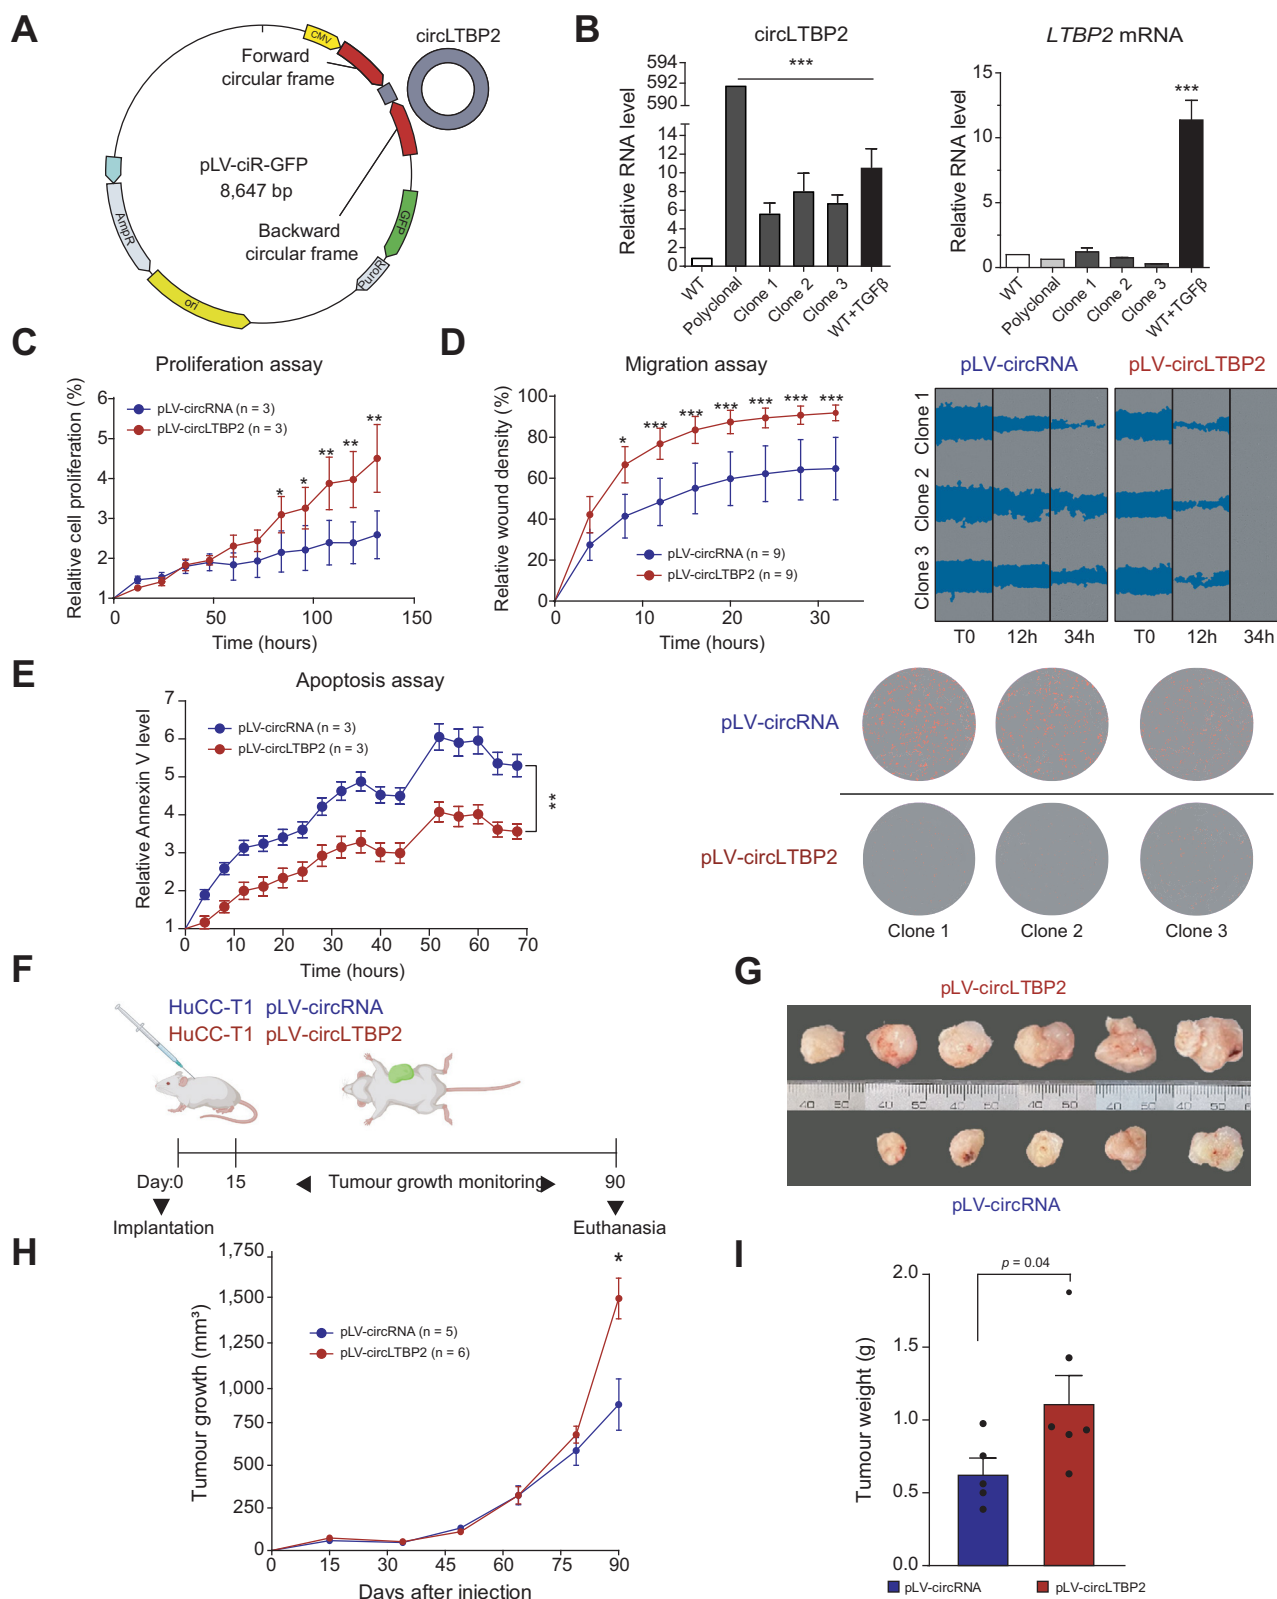 A
CMV
Forward
circular frame
circLTBP2
pLV-ciR-GFP
8,647 bp
Backward
circular frame
AmpR
ori
PuroR
GFP
B
circLTBP2
Relative RNA level
594
592
590
14
12
10
8
6
4
2
0
***
WT
Polyclonal
Clone 1
Clone 2
Clone 3
WT+TGFβ
LTBP2 mRNA
Relative RNA level
15
10
5
0
***
WT
Polyclonal
Clone 1
Clone 2
Clone 3
WT+TGFβ
C
Proliferation assay
Relaltive cell proliferation (%)
6
5
4
3
2
1
pLV-circRNA (n = 3)
pLV-circLTBP2 (n = 3)
* * ** ** **
0 50 100 150
Time (hours)
D
Migration assay
Relative wound density (%)
100
80
60
40
20
0
* *** *** *** *** *** ***
pLV-circRNA (n = 9)
pLV-circLTBP2 (n = 9)
0 10 20 30
Time (hours)
pLV-circRNA pLV-circLTBP2
Clone 1
Clone 2
Clone 3
T0 12h 34h T0 12h 34h
E
Apoptosis assay
Relative Annexin V level
7
6
5
4
3
2
1
pLV-circRNA (n = 3)
pLV-circLTBP2 (n = 3)
**
0 10 20 30 40 50 60 70
Time (hours)
pLV-circRNA
pLV-circLTBP2
Clone 1 Clone 2 Clone 3
F
HuCC-T1 pLV-circRNA
HuCC-T1 pLV-circLTBP2
Day:0 15 Tumour growth monitoring 90
Implantation Euthanasia
G
pLV-circLTBP2
40 50 40 50 40 50 40 50 40 50 6
pLV-circRNA
H
Tumour growth (mm³)
1,750
1,500
1,250
1,000
750
500
250
0
*
pLV-circRNA (n = 5)
pLV-circLTBP2 (n = 6)
0 15 30 45 60 75 90
Days after injection
I
p = 0.04
Tumour weight (g)
2.0
1.5
1.0
0.5
0.0
pLV-circRNA pLV-circLTBP2